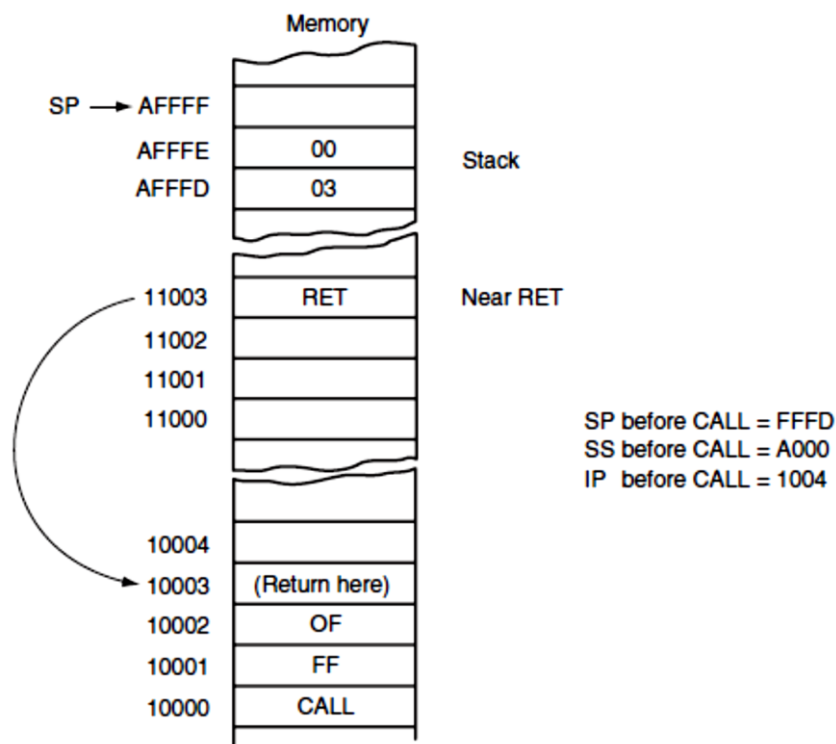 Memory
SP AFFFF
AFFFE 00
Stack
AFFFD 03
11003 RET Near RET
11002
11001
11000
SP before CALL = FFFD
SS before CALL = A000
IP before CALL = 1004
10004
10003 (Return here)
10002 OF
10001 FF
10000 CALL